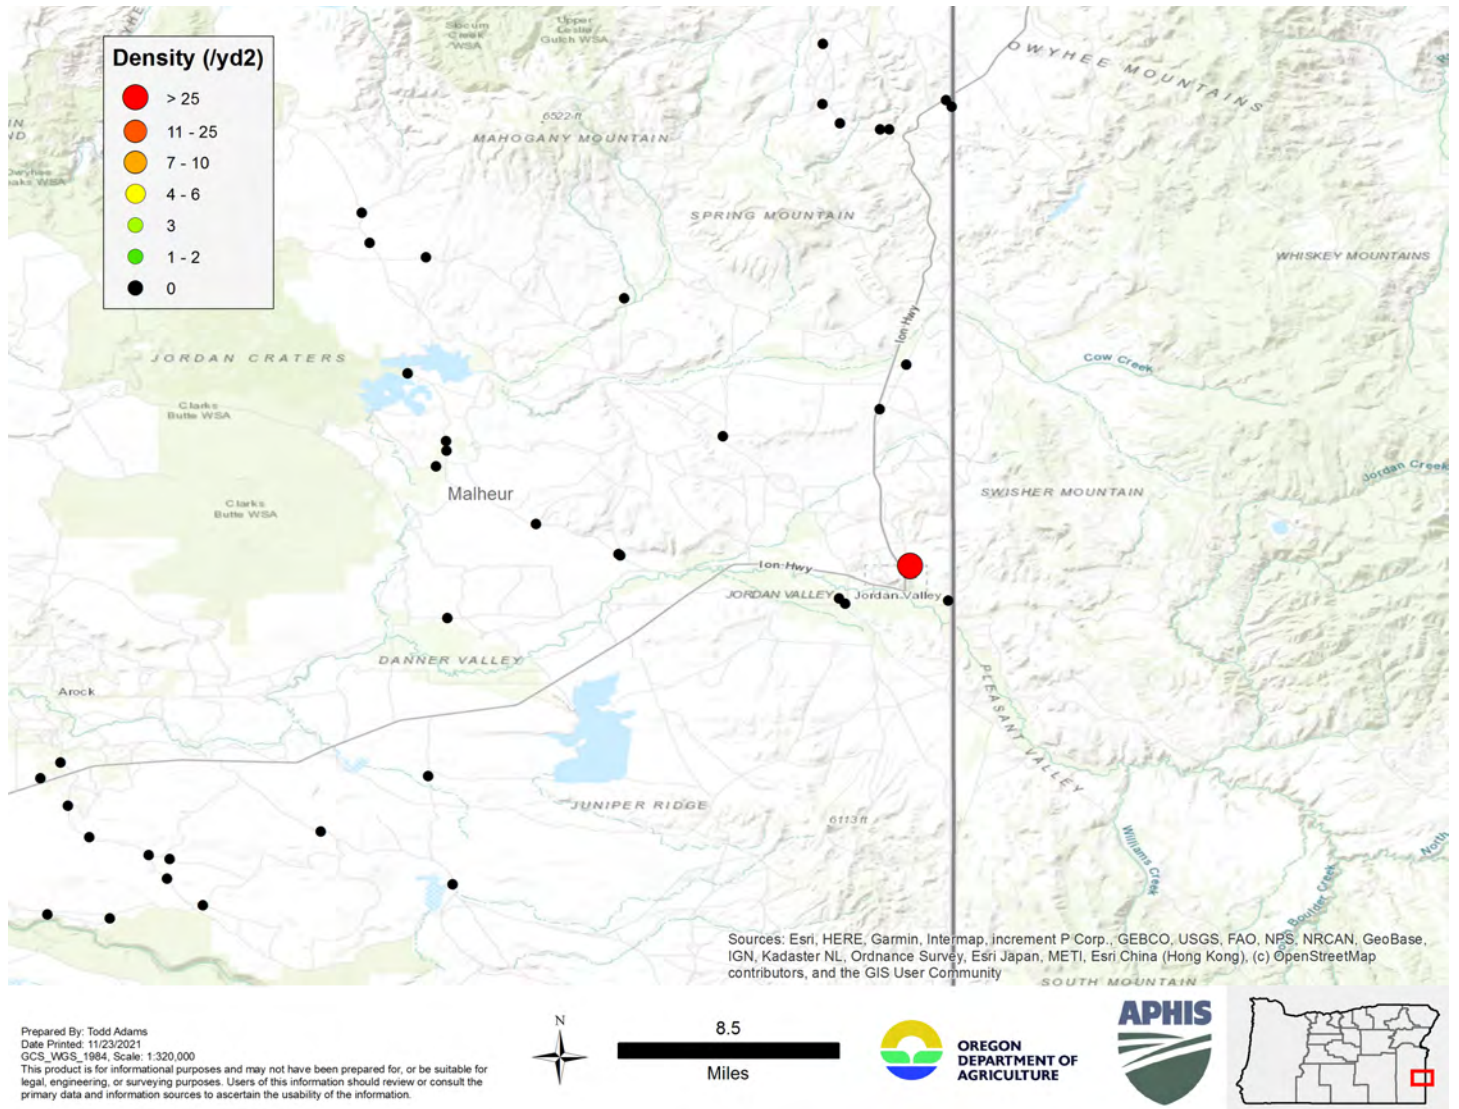 Socum
Creek
WSA
Upper
Leslie
Gulch WSA
OWYHEE MOUNTAINS
Density (/yd2)
> 25
11 - 25
7 - 10
4 - 6
3
1 - 2
0
6522 ft
MAHOGANY MOUNTAIN
SPRING MOUNTAIN
WHISKEY MOUNTAINS
Ion Hwy
JORDAN CRATERS
Cow Creek
Clarks
Butte WSA
Jordan Creek
Malheur
SWISHER MOUNTAIN
Clarks
Butte WSA
Ion Hwy
JORDAN VALLEY
Jordan Valley
DANNER VALLEY
Arock
PLEASANT VALLEY
JUNIPER RIDGE
6113 ft
Williams Creek
North
Boulder Creek
Sources: Esri, HERE, Garmin, Intermap, increment P Corp., GEBCO, USGS, FAO, NPS, NRCAN, GeoBase,
IGN, Kadaster NL, Ordnance Survey, Esri Japan, METI, Esri China (Hong Kong), (c) OpenStreetMap
contributors, and the GIS User Community
SOUTH MOUNTAIN
Prepared By: Todd Adams
Date Printed: 11/23/2021
GCS_WGS_1984, Scale: 1:320,000
This product is for informational purposes and may not have been prepared for, or be suitable for
legal, engineering, or surveying purposes. Users of this information should review or consult the
primary data and information sources to ascertain the usability of the information.
N
8.5
Miles
OREGON
DEPARTMENT OF
AGRICULTURE
APHIS